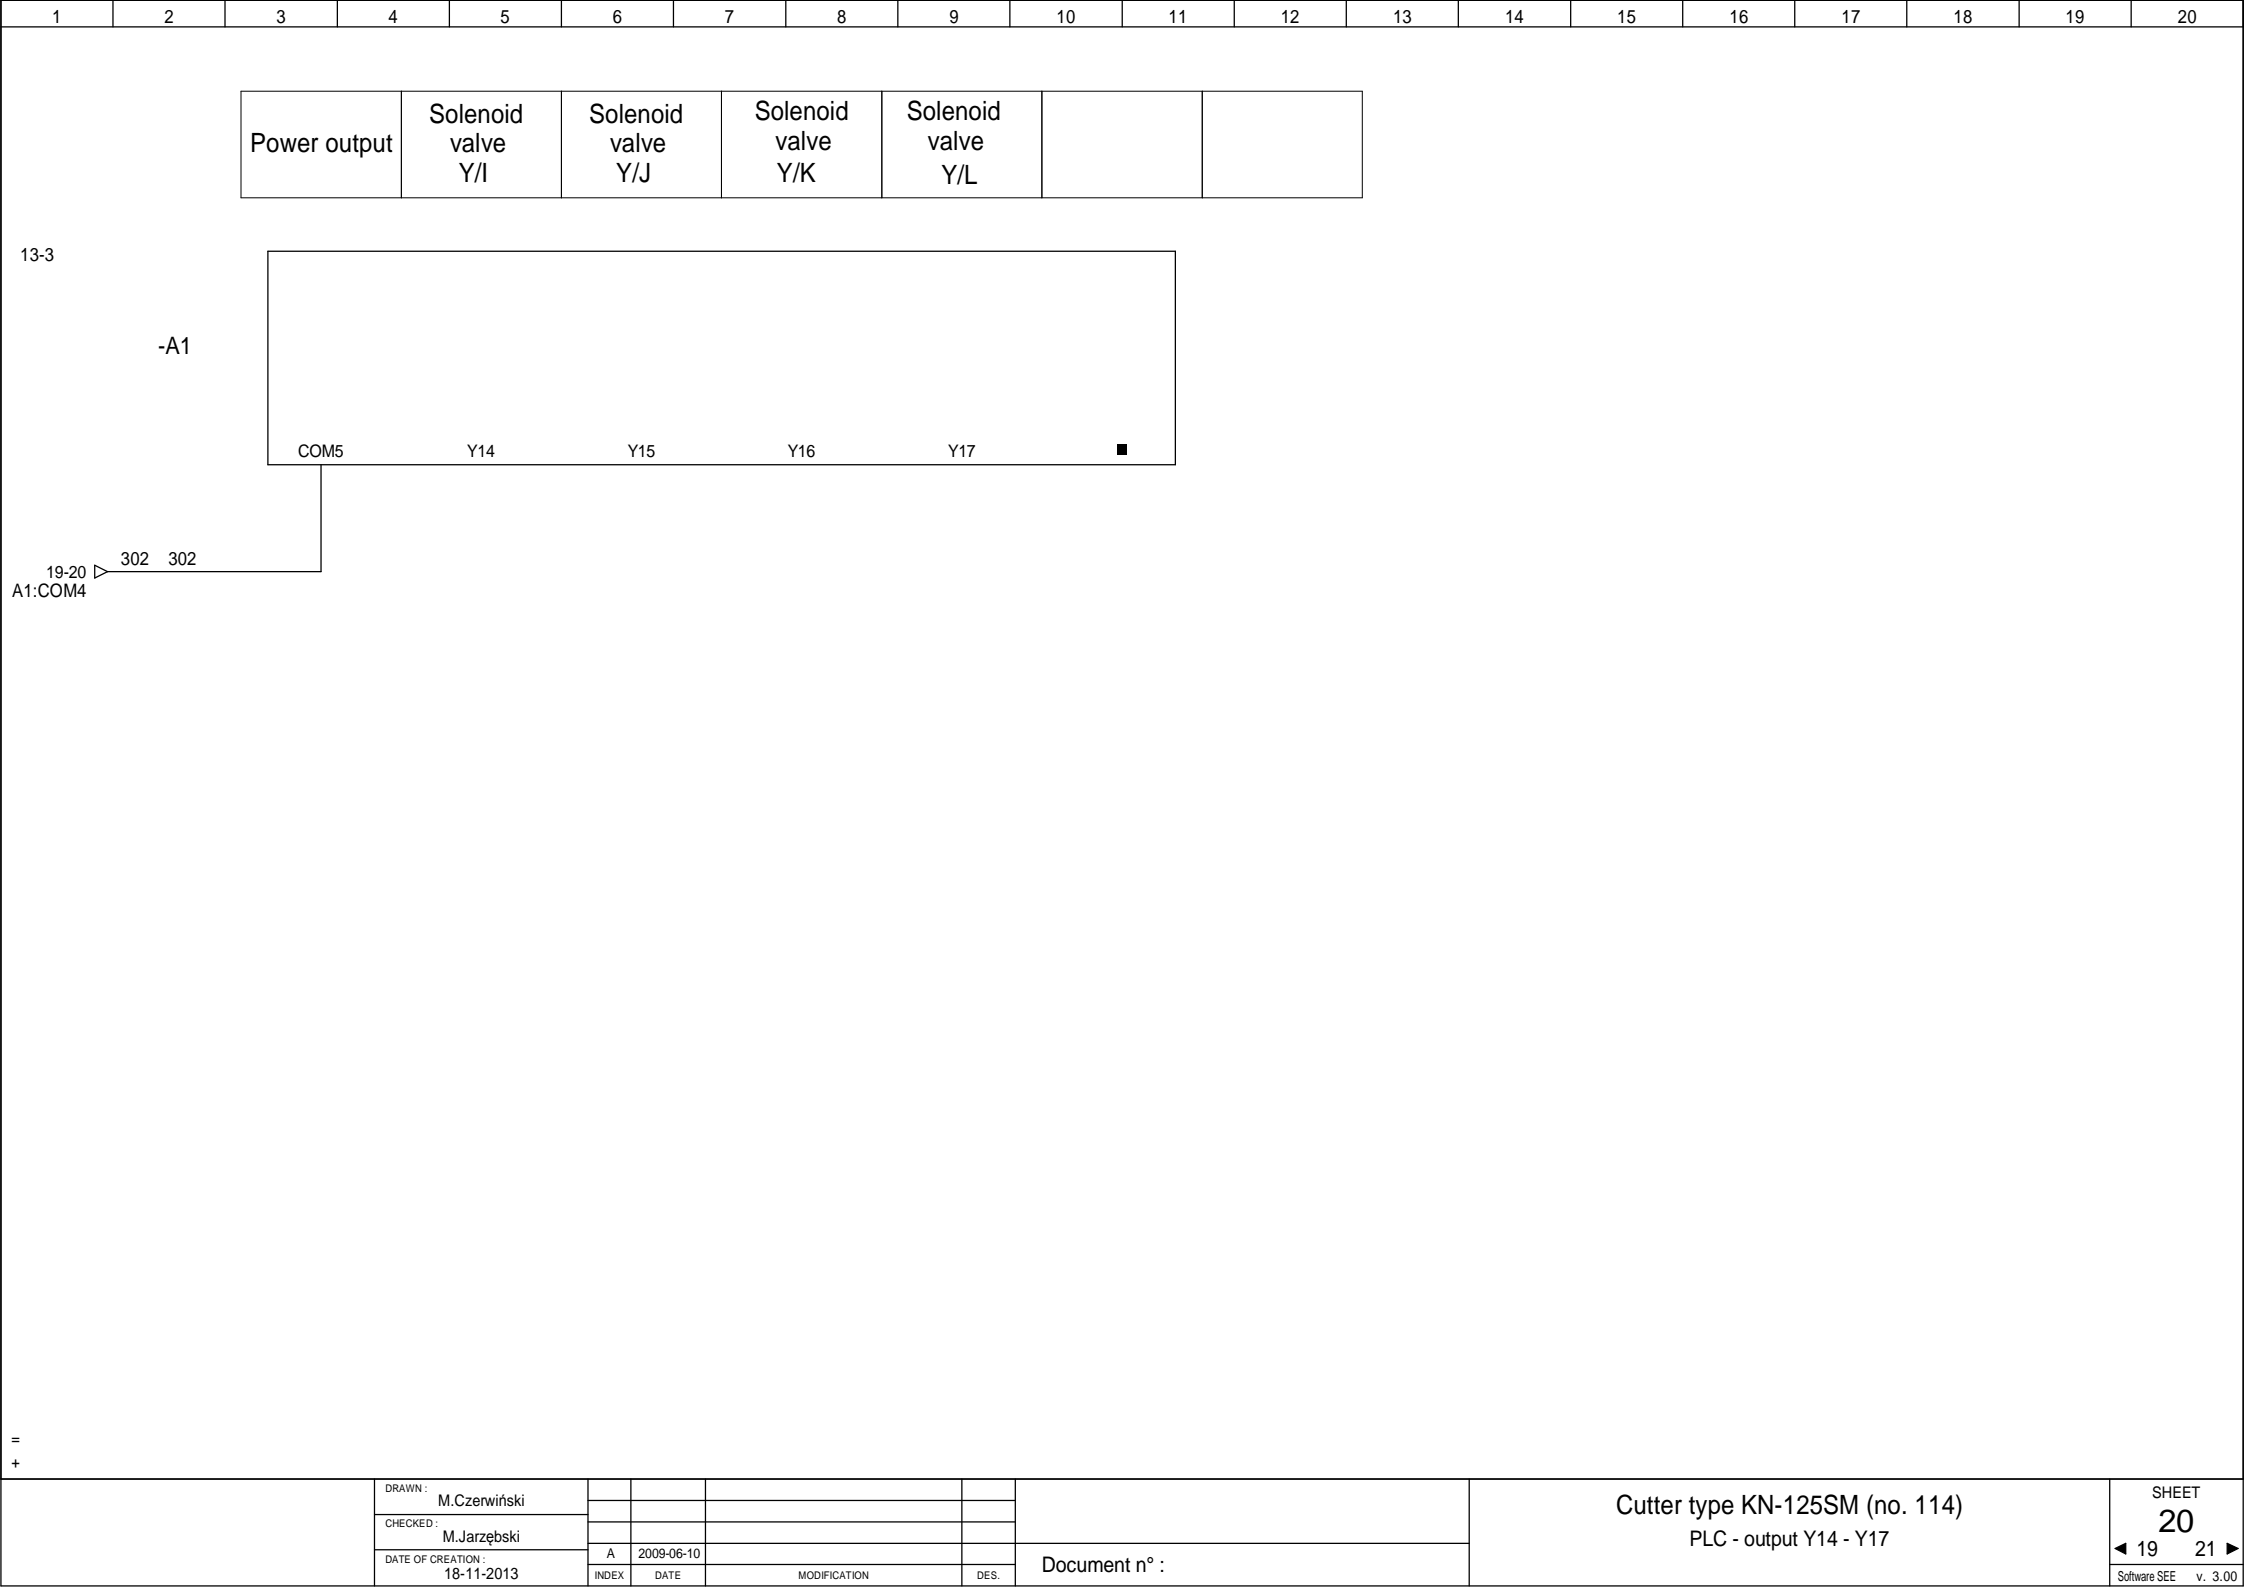 1 2 3 4 5 6 7 8 9 10 11 12 13 14 15 16 17 18 19 20
Power output
Solenoid
valve
Y/I
Solenoid
valve
Y/J
Solenoid
valve
Y/K
Solenoid
valve
Y/L
13-3
-A1
COM5 Y14 Y15 Y16 Y17
302 302
19-20
A1:COM4
=
+
DRAWN :
M.Czerwiński
CHECKED :
M.Jarzębski
DATE OF CREATION :
18-11-2013
A 2009-06-10
INDEX DATE MODIFICATION DES.
Document n° :
Cutter type KN-125SM (no. 114)
PLC - output Y14 - Y17
SHEET
20
◄ 19 21 ►
Software SEE v. 3.00